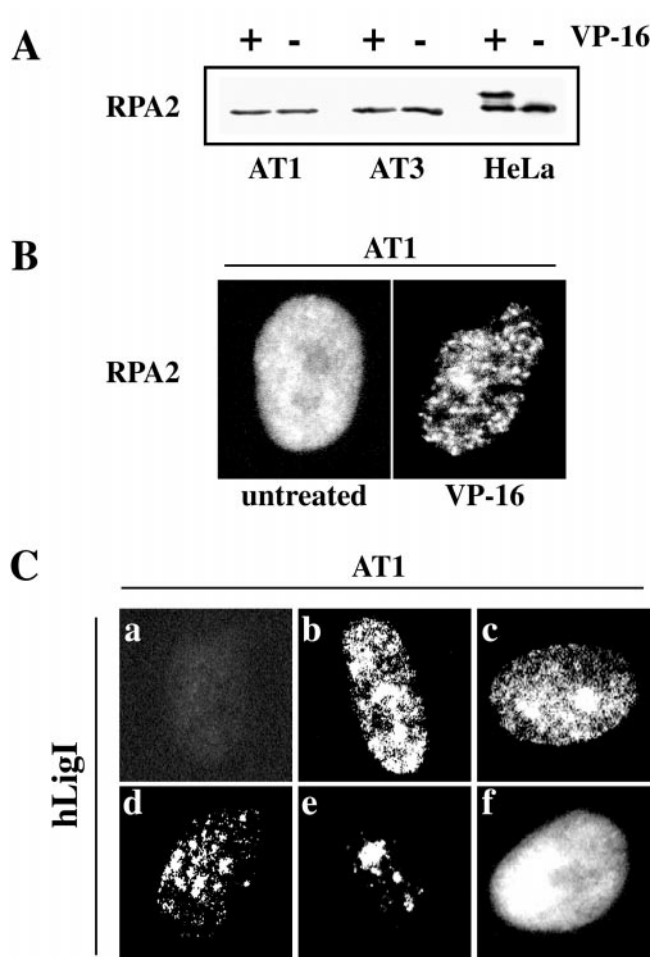 A + - + - + - VP-16
RPA2
AT1 AT3 HeLa
B AT1
RPA2
untreated VP-16
C AT1
hLigI
a b c
d e f